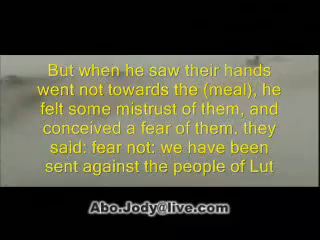 But when he saw their hands
went not towards the (meal), he
felt some mistrust of them, and
conceived a fear of them. they
said: fear not: we have been
sent against the people of Lut
Abo.Jody@live.com